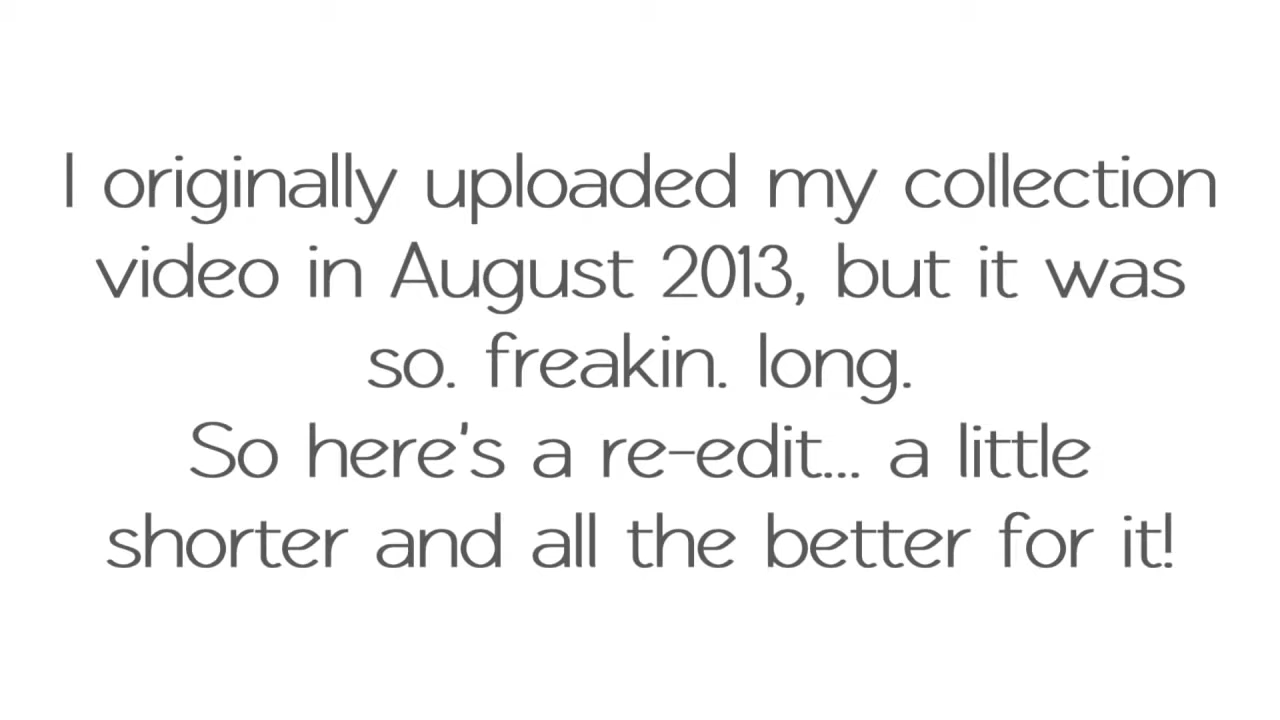 I originally uploaded my collection
video in August 2013, but it was
so. freakin. long.
So here's a re-edit... a little
shorter and all the better for it!